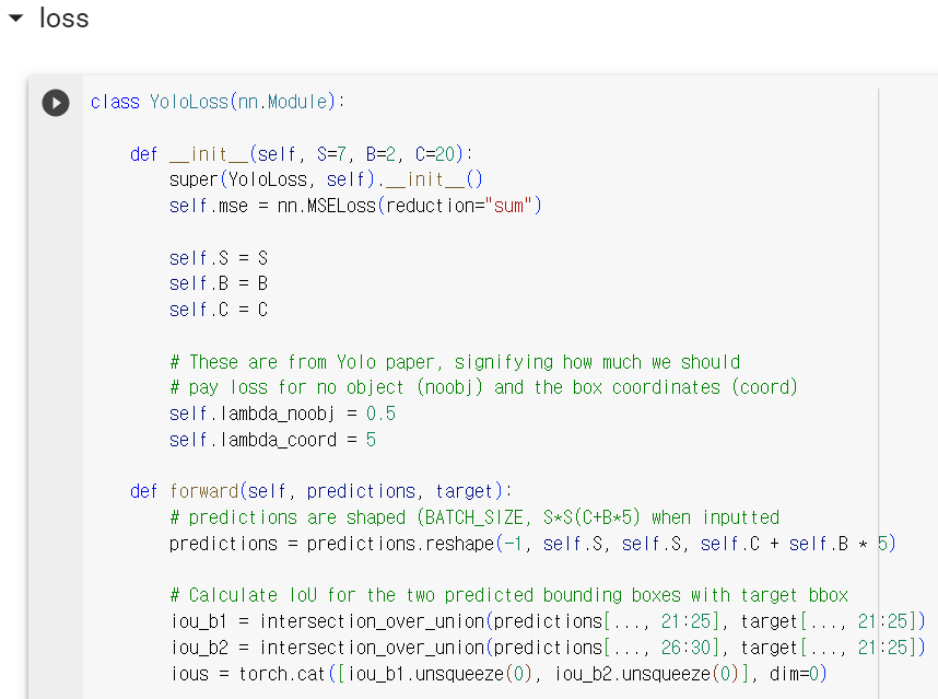 loss
class YoloLoss(nn.Module):
def __init__(self, S=7, B=2, C=20):
super(YoloLoss, self).__init__()
self.mse = nn.MSELoss(reduction="sum")
self.S = S
self.B = B
self.C = C
# These are from Yolo paper, signifying how much we should
# pay loss for no object (noobj) and the box coordinates (coord)
self.lambda_noobj = 0.5
self.lambda_coord = 5
def forward(self, predictions, target):
# predictions are shaped (BATCH_SIZE, S*S(C+B*5) when inputted
predictions = predictions.reshape(-1, self.S, self.S, self.C + self.B * 5)
# Calculate IoU for the two predicted bounding boxes with target bbox
iou_b1 = intersection_over_union(predictions[..., 21:25], target[..., 21:25])
iou_b2 = intersection_over_union(predictions[..., 26:30], target[..., 21:25])
ious = torch.cat([iou_b1.unsqueeze(0), iou_b2.unsqueeze(0)], dim=0)